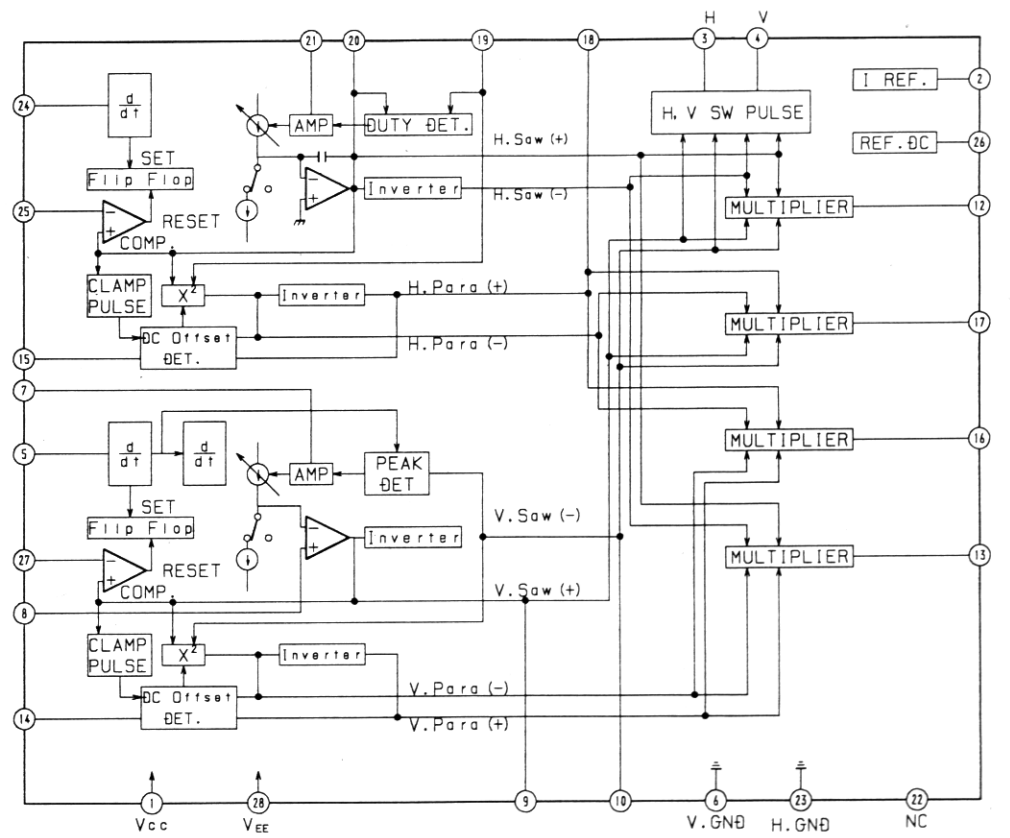 H V
21 20 19 18 3 4
24 d/dt
I REF. 2
H, V SW PULSE
AMP DUTY DET.
SET
H.Saw (+)
REF.DC 26
Flip Flop
Inverter H.Saw (-)
25 − +
RESET
− +
MULTIPLIER 12
COMP.
CLAMP
PULSE
X²
Inverter H.Para (+)
MULTIPLIER 17
DC Offset
DET.
H.Para (-)
15
7
5 d/dt d/dt
AMP
PEAK
DET
MULTIPLIER 16
SET
Flip Flop
V.Saw (-)
− +
Inverter
27 − +
RESET
MULTIPLIER 13
COMP.
V.Saw (+)
8
CLAMP
PULSE
X²
Inverter
DC Offset
DET.
V.Para (-)
14
V.Para (+)
1 28 9 10 6 23 22
Vcc VEE V.GND H.GND NC